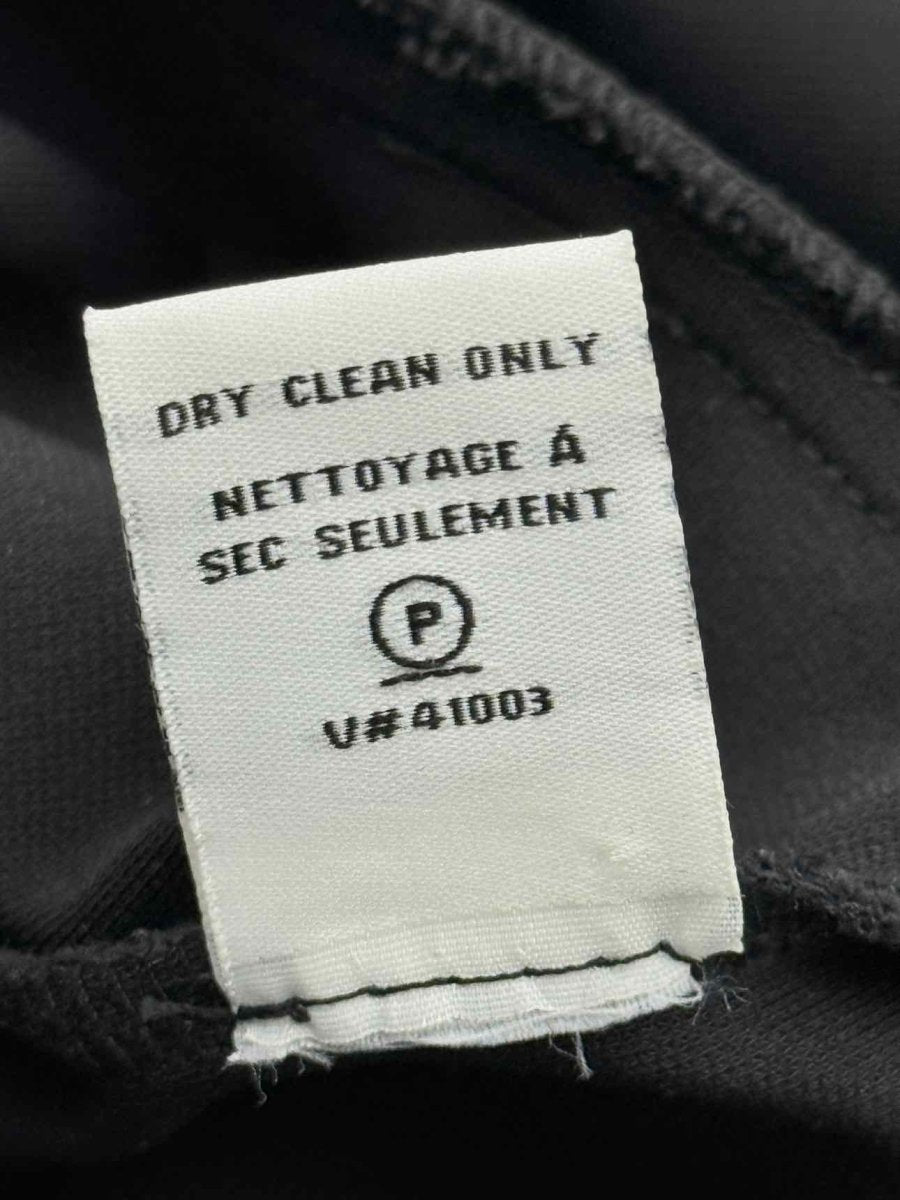 DRY CLEAN ONLY
NETTOYAGE Á
SEC SEULEMENT
P
V#41003